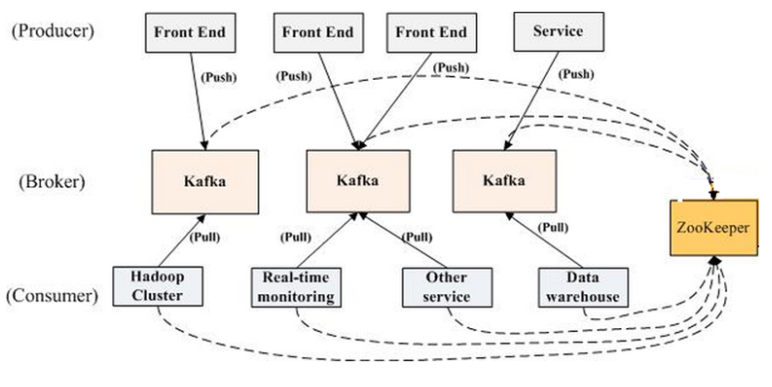 (Producer)
Front End
Front End
Front End
Service
(Push)
(Push)
(Push)
(Push)
(Broker)
Kafka
Kafka
Kafka
ZooKeeper
(Pull)
(Pull)
(Pull)
(Pull)
(Consumer)
Hadoop
Cluster
Real-time
monitoring
Other
service
Data
warehouse